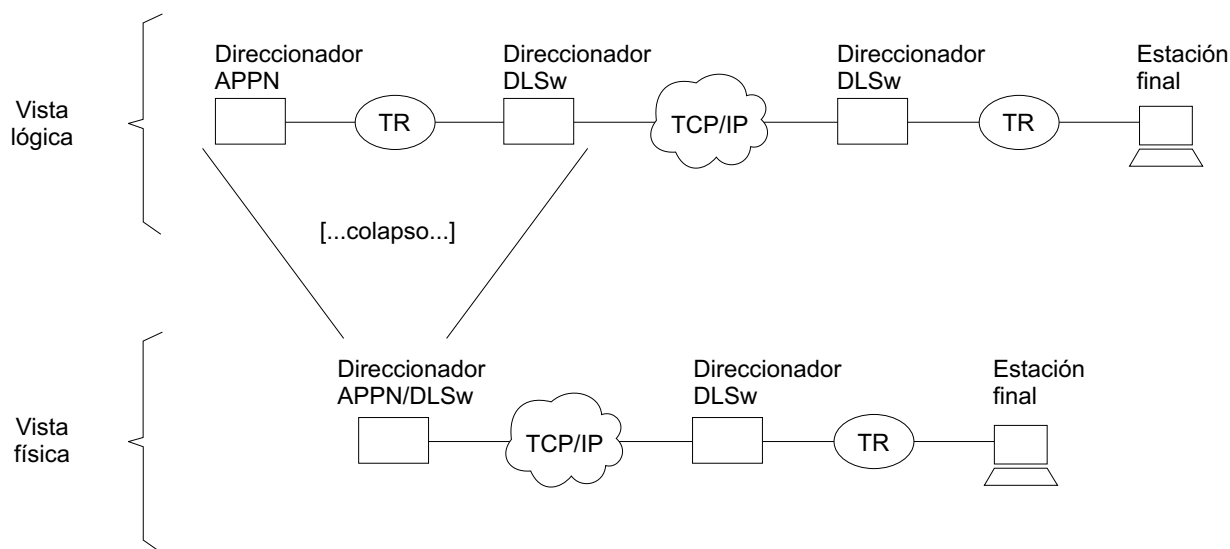 Vista
lógica
Direccionador
APPN
TR
Direccionador
DLSw
TCP/IP
Direccionador
DLSw
TR
Estación
final
[...colapso...]
Vista
física
Direccionador
APPN/DLSw
TCP/IP
Direccionador
DLSw
TR
Estación
final